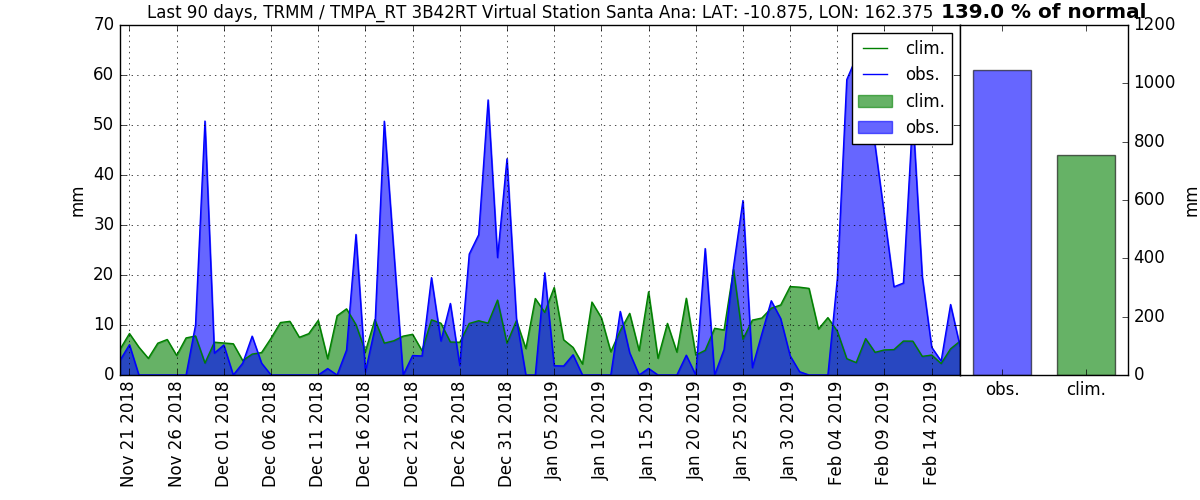 Last 90 days, TRMM / TMPA_RT 3B42RT Virtual Station Santa Ana: LAT: -10.875, LON: 162.375 139.0 % of normal
70
60
50
40
30
20
10
0
mm
clim.
obs.
clim.
obs.
1200
1000
800
600
400
200
0
mm
Nov 21 2018
Nov 26 2018
Dec 01 2018
Dec 06 2018
Dec 11 2018
Dec 16 2018
Dec 21 2018
Dec 26 2018
Dec 31 2018
Jan 05 2019
Jan 10 2019
Jan 15 2019
Jan 20 2019
Jan 25 2019
Jan 30 2019
Feb 04 2019
Feb 09 2019
Feb 14 2019
obs.
clim.